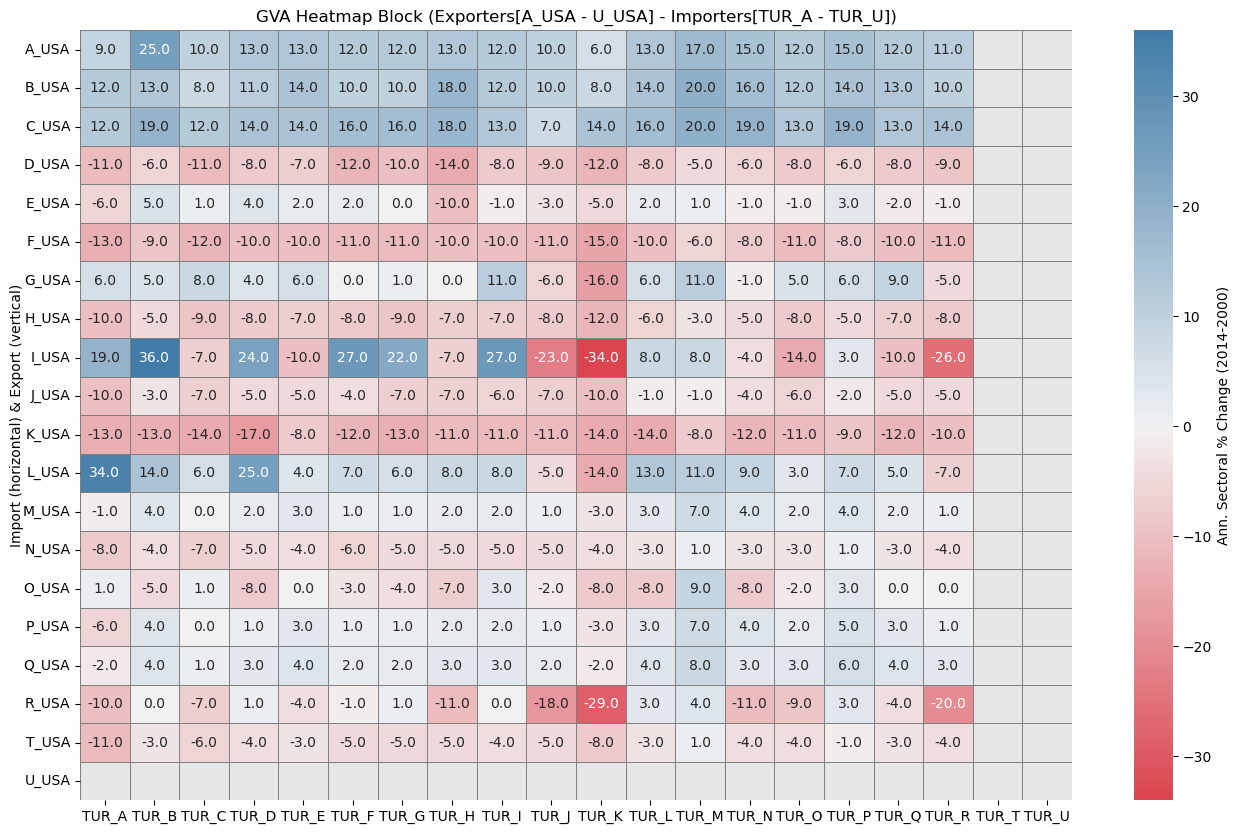 GVA Heatmap Block (Exporters[A_USA - U_USA] - Importers[TUR_A - TUR_U])
Import (horizontal) & Export (vertical)
A_USA 9.0 25.0 10.0 13.0 13.0 12.0 12.0 13.0 12.0 10.0 6.0 13.0 17.0 15.0 12.0 15.0 12.0 11.0
B_USA 12.0 13.0 8.0 11.0 14.0 10.0 10.0 18.0 12.0 10.0 8.0 14.0 20.0 16.0 12.0 14.0 13.0 10.0
C_USA 12.0 19.0 12.0 14.0 14.0 16.0 16.0 18.0 13.0 7.0 14.0 16.0 20.0 19.0 13.0 19.0 13.0 14.0
D_USA -11.0 -6.0 -11.0 -8.0 -7.0 -12.0 -10.0 -14.0 -8.0 -9.0 -12.0 -8.0 -5.0 -6.0 -8.0 -6.0 -8.0 -9.0
E_USA -6.0 5.0 1.0 4.0 2.0 2.0 0.0 -10.0 -1.0 -3.0 -5.0 2.0 1.0 -1.0 -1.0 3.0 -2.0 -1.0
F_USA -13.0 -9.0 -12.0 -10.0 -10.0 -11.0 -11.0 -10.0 -10.0 -11.0 -15.0 -10.0 -6.0 -8.0 -11.0 -8.0 -10.0 -11.0
G_USA 6.0 5.0 8.0 4.0 6.0 0.0 1.0 0.0 11.0 -6.0 -16.0 6.0 11.0 -1.0 5.0 6.0 9.0 -5.0
H_USA -10.0 -5.0 -9.0 -8.0 -7.0 -8.0 -9.0 -7.0 -7.0 -8.0 -12.0 -6.0 -3.0 -5.0 -8.0 -5.0 -7.0 -8.0
I_USA 19.0 36.0 -7.0 24.0 -10.0 27.0 22.0 -7.0 27.0 -23.0 -34.0 8.0 8.0 -4.0 -14.0 3.0 -10.0 -26.0
J_USA -10.0 -3.0 -7.0 -5.0 -5.0 -4.0 -7.0 -7.0 -6.0 -7.0 -10.0 -1.0 -1.0 -4.0 -6.0 -2.0 -5.0 -5.0
K_USA -13.0 -13.0 -14.0 -17.0 -8.0 -12.0 -13.0 -11.0 -11.0 -11.0 -14.0 -14.0 -8.0 -12.0 -11.0 -9.0 -12.0 -10.0
L_USA 34.0 14.0 6.0 25.0 4.0 7.0 6.0 8.0 8.0 -5.0 -14.0 13.0 11.0 9.0 3.0 7.0 5.0 -7.0
M_USA -1.0 4.0 0.0 2.0 3.0 1.0 1.0 2.0 2.0 1.0 -3.0 3.0 7.0 4.0 2.0 4.0 2.0 1.0
N_USA -8.0 -4.0 -7.0 -5.0 -4.0 -6.0 -5.0 -5.0 -5.0 -5.0 -4.0 -3.0 1.0 -3.0 -3.0 1.0 -3.0 -4.0
O_USA 1.0 -5.0 1.0 -8.0 0.0 -3.0 -4.0 -7.0 3.0 -2.0 -8.0 -8.0 9.0 -8.0 -2.0 3.0 0.0 0.0
P_USA -6.0 4.0 0.0 1.0 3.0 1.0 1.0 2.0 2.0 1.0 -3.0 3.0 7.0 4.0 2.0 5.0 3.0 1.0
Q_USA -2.0 4.0 1.0 3.0 4.0 2.0 2.0 3.0 3.0 2.0 -2.0 4.0 8.0 3.0 3.0 6.0 4.0 3.0
R_USA -10.0 0.0 -7.0 1.0 -4.0 -1.0 1.0 -11.0 0.0 -18.0 -29.0 3.0 4.0 -11.0 -9.0 3.0 -4.0 -20.0
T_USA -11.0 -3.0 -6.0 -4.0 -3.0 -5.0 -5.0 -5.0 -4.0 -5.0 -8.0 -3.0 1.0 -4.0 -4.0 -1.0 -3.0 -4.0
U_USA
TUR_A TUR_B TUR_C TUR_D TUR_E TUR_F TUR_G TUR_H TUR_I TUR_J TUR_K TUR_L TUR_M TUR_N TUR_O TUR_P TUR_Q TUR_R TUR_T TUR_U
30
20
10
0
−10
−20
−30
Ann. Sectoral % Change (2014-2000)